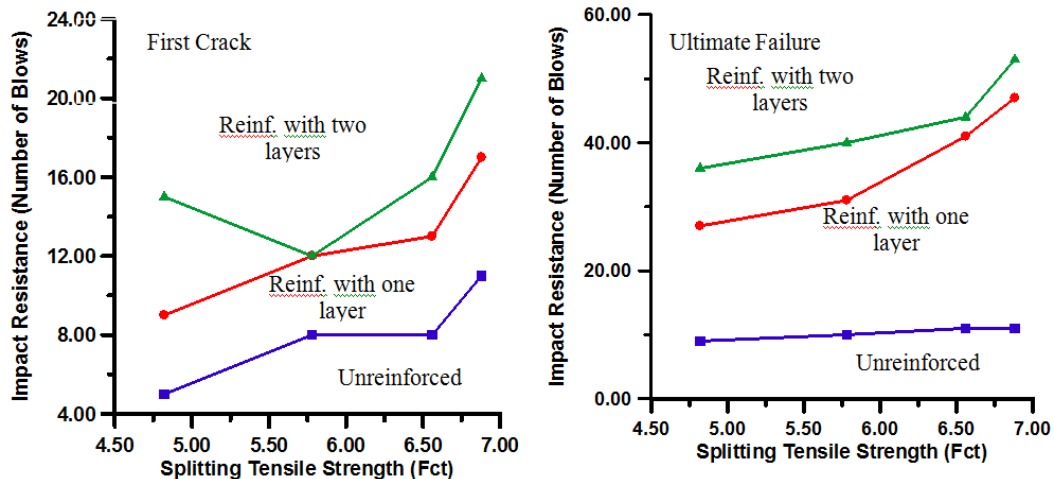 First Crack
Reinf. with two
layers
Reinf. with one
layer
Unreinforced
Impact Resistance (Number of Blows)
24.00
20.00
16.00
12.00
8.00
4.00
4.50 5.00 5.50 6.00 6.50 7.00
Splitting Tensile Strength (Fct)
Ultimate Failure
Reinf. with two
layers
Reinf. with one
layer
Unreinforced
Impact Resistance (Number of Blows)
60.00
40.00
20.00
0.00
4.50 5.00 5.50 6.00 6.50 7.00
Splitting Tensile Strength (Fct)